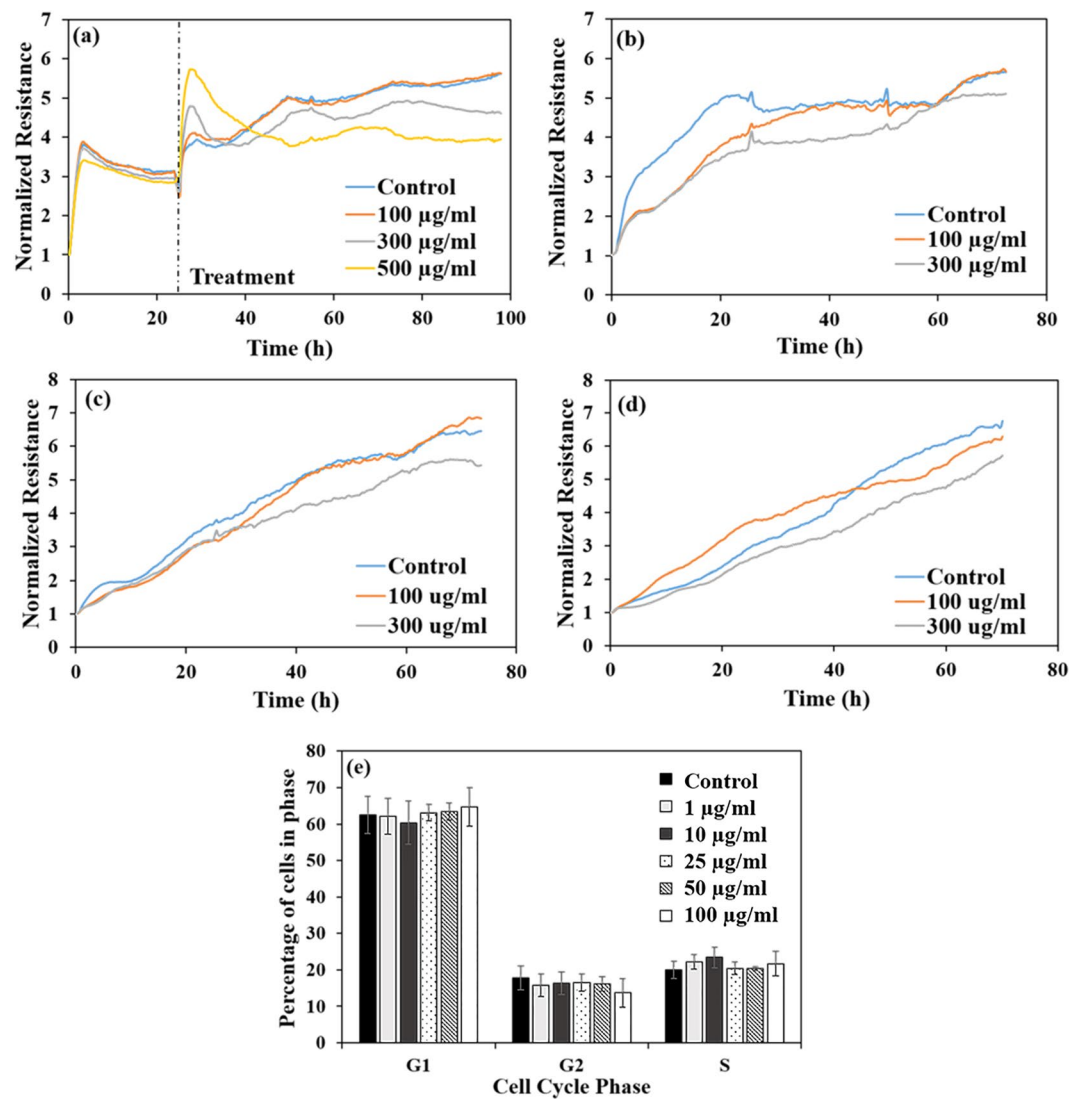 (a)
Normalized Resistance
7
6
5
4
3
2
1
0
Treatment
Control
100 µg/ml
300 µg/ml
500 µg/ml
0 20 40 60 80 100
Time (h)
(b)
Normalized Resistance
7
6
5
4
3
2
1
0
Control
100 µg/ml
300 µg/ml
0 20 40 60 80
Time (h)
(c)
Normalized Resistance
8
7
6
5
4
3
2
1
0
Control
100 ug/ml
300 ug/ml
0 20 40 60 80
Time (h)
(d)
Normalized Resistance
8
7
6
5
4
3
2
1
0
Control
100 ug/ml
300 ug/ml
0 20 40 60 80
Time (h)
(e)
Percentage of cells in phase
80
70
60
50
40
30
20
10
0
Control
1 µg/ml
10 µg/ml
25 µg/ml
50 µg/ml
100 µg/ml
G1 G2 S
Cell Cycle Phase